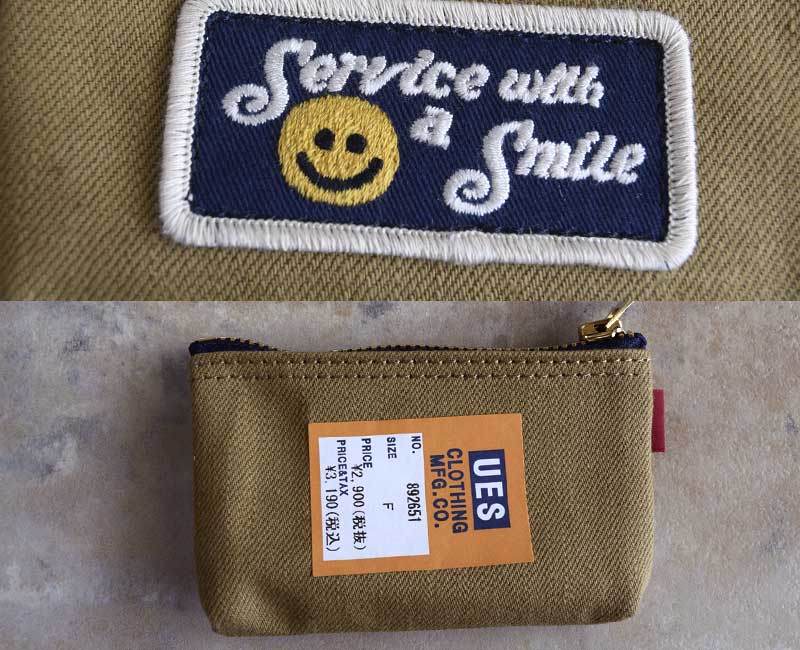 Service with
a Smile
UES
CLOTHING
MFG.CO.
NO. 892651
SIZE F
PRICE
¥2,900(税抜)
PRICE&TAX
¥3,190(税込)